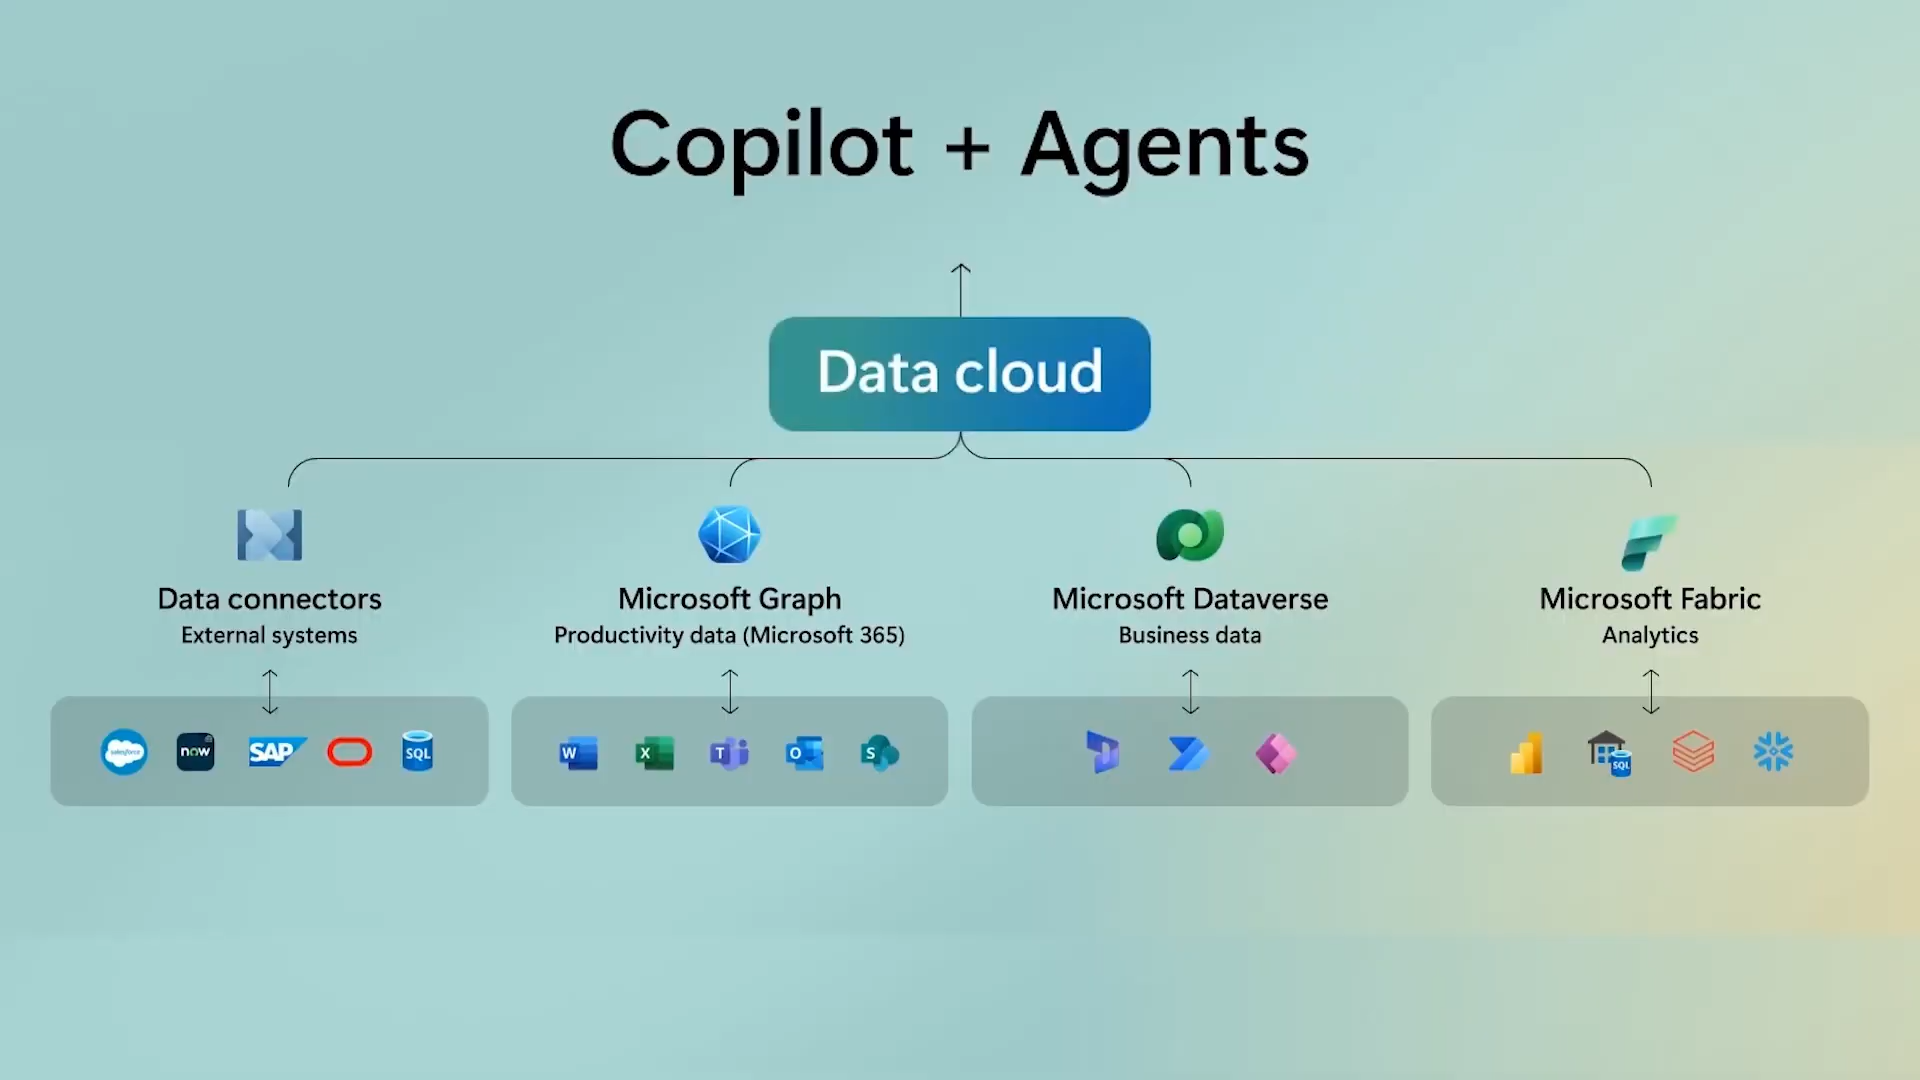 Copilot + Agents
Data cloud
Data connectors
External systems
Microsoft Graph
Productivity data (Microsoft 365)
Microsoft Dataverse
Business data
Microsoft Fabric
Analytics
salesforce
now
SAP
SQL
W
X
T
O
S
SQL